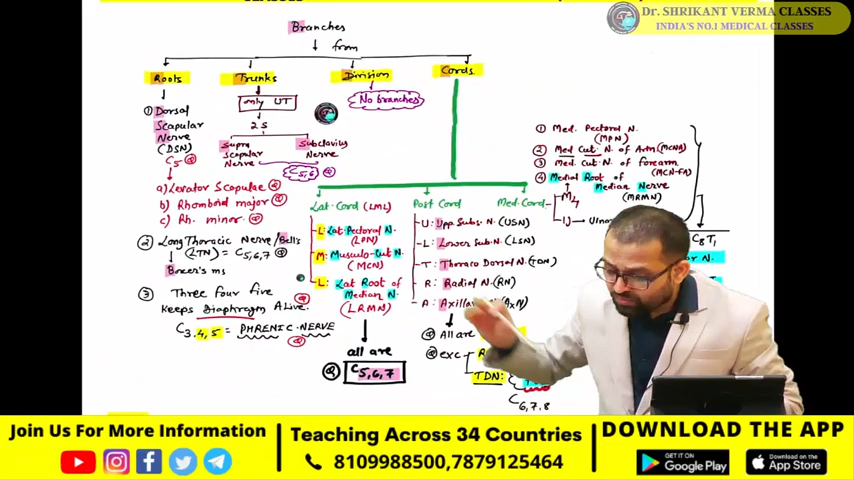 CLASSES
Dr. SHRIKANT VERMA CLASSES
INDIA'S NO.1 MEDICAL CLASSES
Branches
from
Roots
Trunks
Division
Cords
① Dorsal
Scapular
Nerve
(DSN)
C5
a) Levator Scapulae
b) Rhomboid major
c) Rh. minor
② Long Thoracic Nerve/Bell's
(LTN) = C5,6,7
Boxer's ms
③ Three four five
Keeps Diaphragm Alive.
C3,4,5 = PHRENIC NERVE
only UT
2 S
Supra
Scapular
Nerve
Subclavius
Nerve
C5,6
No branches
Lat Cord (LML)
L: Lat Pectoral N.
(LPN)
M: Musculo-Cut N.
(MCN)
L: Lat Root of
Median N.
(LRMN)
all are
C5,6,7
Post Cord
U: Upp Subs. N. (USN)
L: Lower Sub. N. (LSN)
T: Thoraco Dorsal N. (TDN)
R: Radial N. (RN)
A: Axillary
All are
exc
R
TDN:
C6,7,8
Med. Cord
① Med. Pectoral N.
(MPN)
② Med Cut. N. of Arm (MCNA)
③ Med Cut N. of forearm
(MCN-FA)
④ Medial Root of
Median Nerve
(MRMN)
M4
U
C8 T1
Join Us For More Information
Teaching Across 34 Countries
8109988500,7879125464
DOWNLOAD THE APP
GET IT ON
Google Play
Download on the
App Store